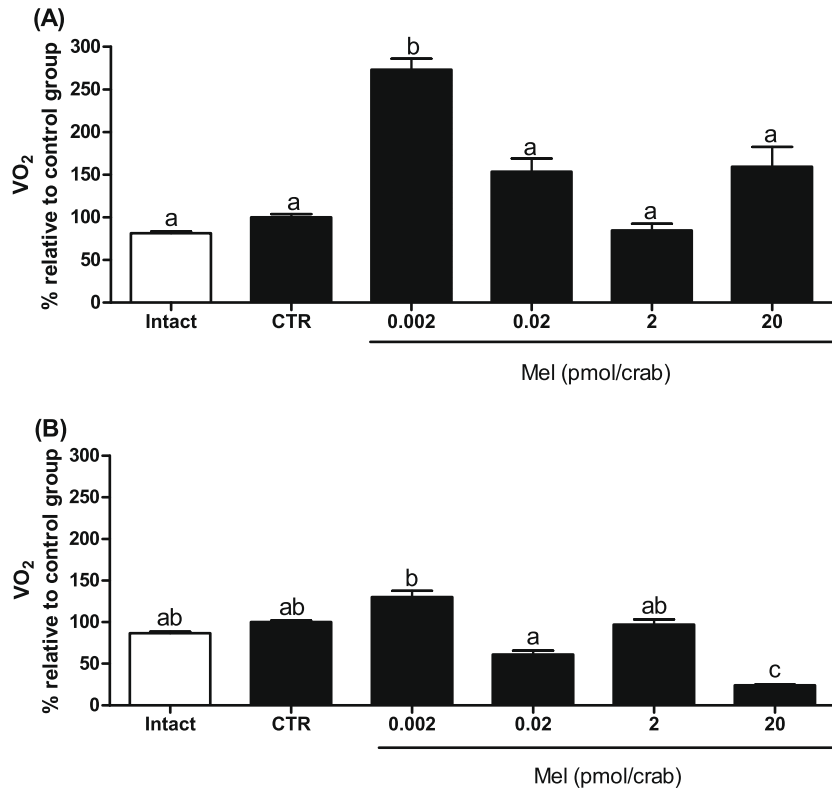 (A)
300
250
200
150
100
50
0
VO2
% relative to control group
a
a
b
a
a
a
Intact CTR 0.002 0.02 2 20
Mel (pmol/crab)
(B)
300
250
200
150
100
50
0
VO2
% relative to control group
ab
ab
b
a
ab
c
Intact CTR 0.002 0.02 2 20
Mel (pmol/crab)